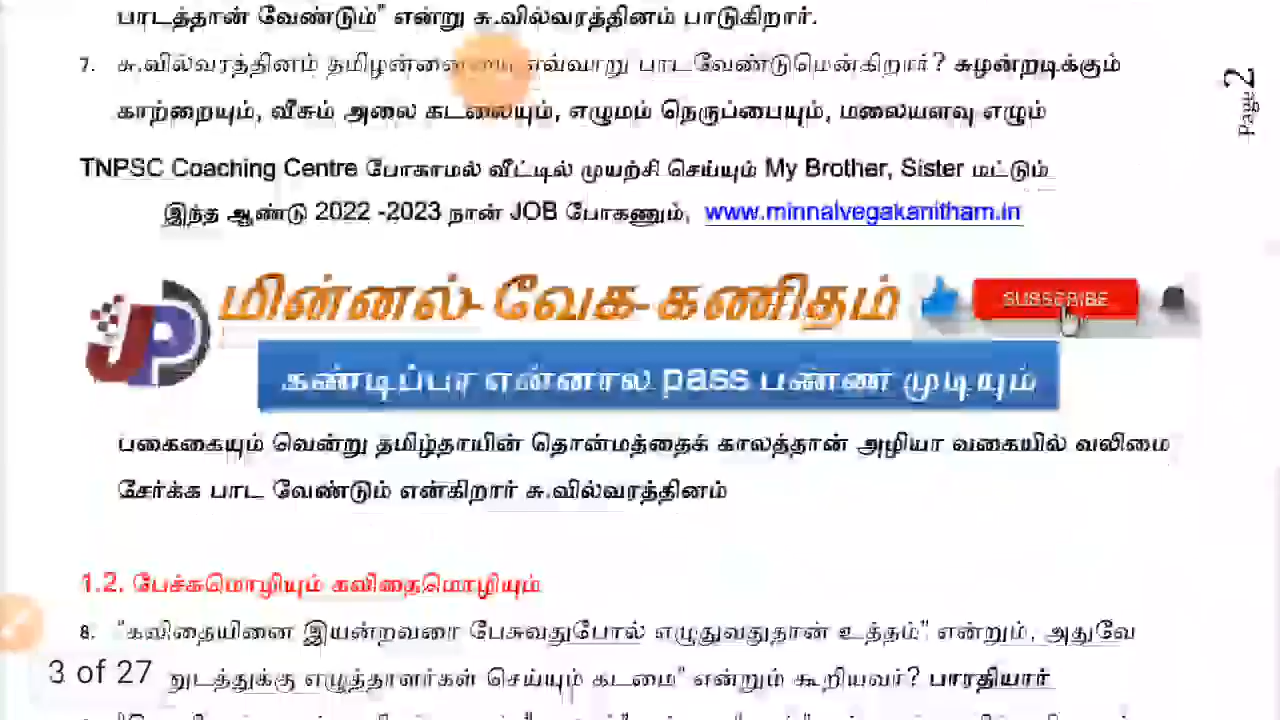 பாடத்தான் வேண்டும்" என்று சு.வில்வரத்தினம் பாடுகிறார்.
7. சு.வில்வரத்தினம் தமிழன்னையை எவ்வாறு பாடவேண்டுமென்கிறார்? சுழன்றடிக்கும்
காற்றையும், வீசும் அலை கடலையும், எழுமம் நெருப்பையும், மலையளவு எழும்
Page 2
TNPSC Coaching Centre போகாமல் வீட்டில் முயற்சி செய்யும் My Brother, Sister மட்டும்
இந்த ஆண்டு 2022 -2023 நான் JOB போகணும், www.minnalvegakanitham.in
JP மின்னல்-வேக-கணிதம் SUBSCRIBE
கண்டிப்பா என்னால pass பண்ண முடியும்
பகைகையும் வென்று தமிழ்தாயின் தொன்மத்தைக் காலத்தான் அழியா வகையில் வலிமை
சேர்க்க பாட வேண்டும் என்கிறார் சு.வில்வரத்தினம்
1.2. பேச்சுமொழியும் கவிதைமொழியும்
8. "கவிதையினை இயன்றவரை பேசுவதுபோல் எழுதுவதுதான் உத்தம்" என்றும், அதுவே
3 of 27 எழுத்தாளர்கள் செய்யும் கடமை" என்றும் கூறியவர்? பாரதியார்